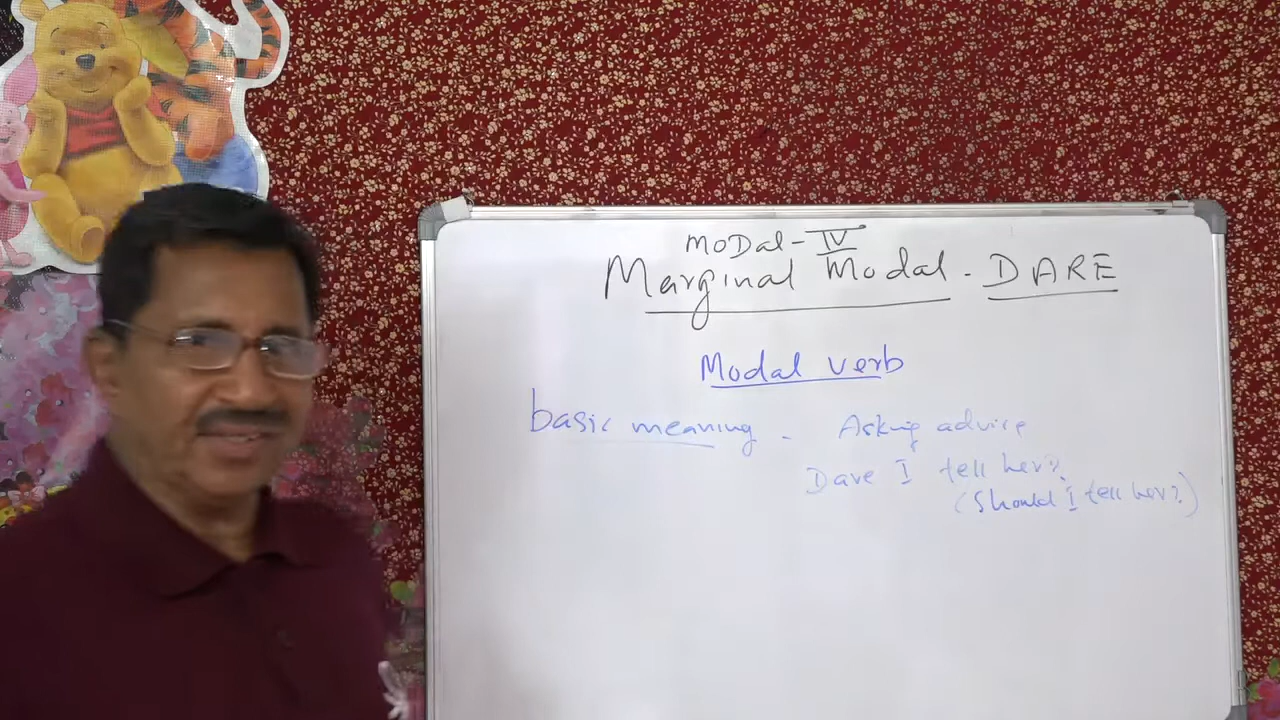 MODal - IV
Marginal Modal - DARE
Modal verb
basic meaning - Asking advice
Dare I tell her?
(Should I tell her?)